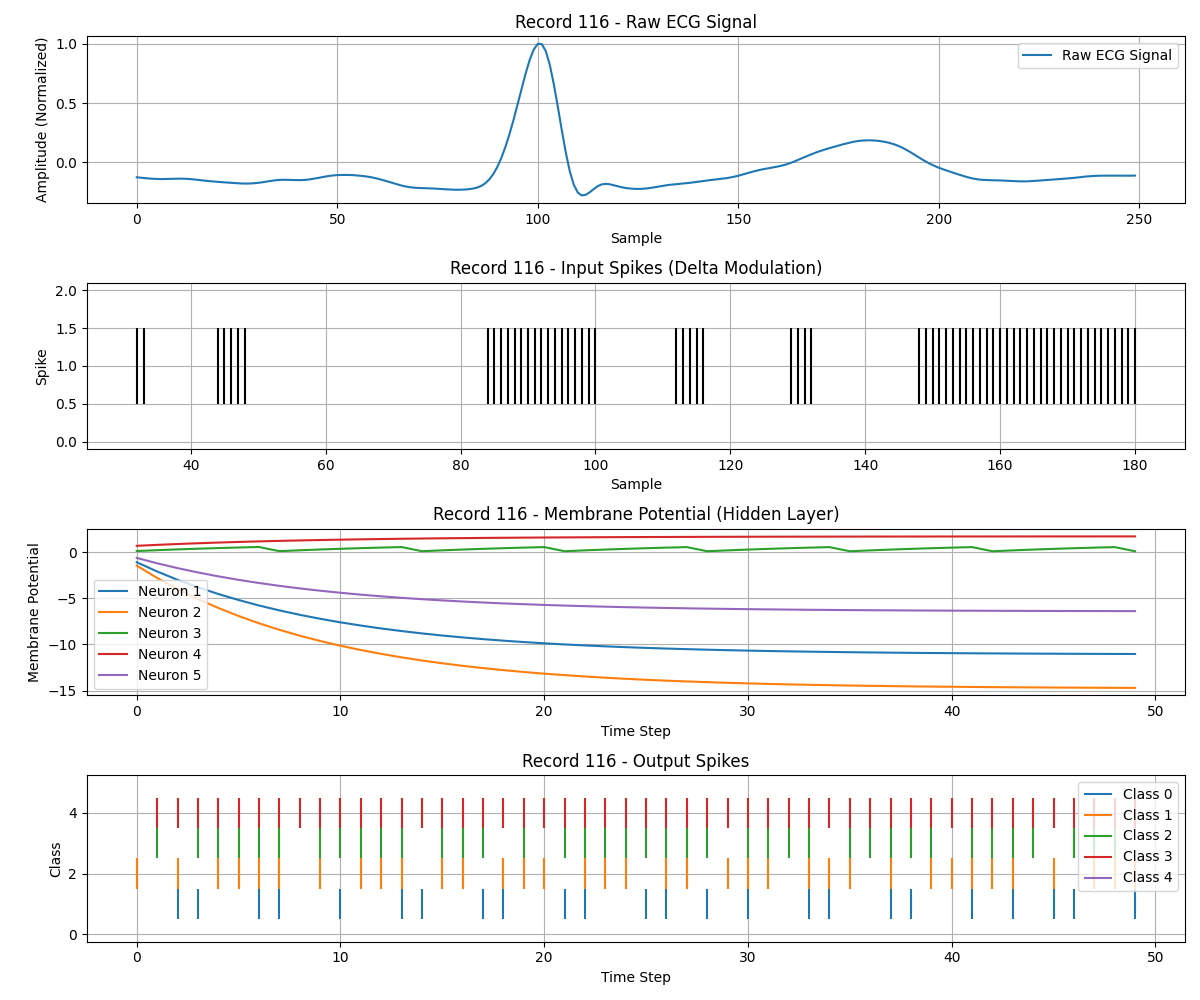 Record 116 - Raw ECG Signal
Amplitude (Normalized)
1.0
0.5
0.0
Raw ECG Signal
0 50 100 150 200 250
Sample
Record 116 - Input Spikes (Delta Modulation)
Spike
2.0
1.5
1.0
0.5
0.0
40 60 80 100 120 140 160 180
Sample
Record 116 - Membrane Potential (Hidden Layer)
Membrane Potential
0
−5
−10
−15
Neuron 1
Neuron 2
Neuron 3
Neuron 4
Neuron 5
0 10 20 30 40 50
Time Step
Record 116 - Output Spikes
Class
4
2
0
Class 0
Class 1
Class 2
Class 3
Class 4
0 10 20 30 40 50
Time Step